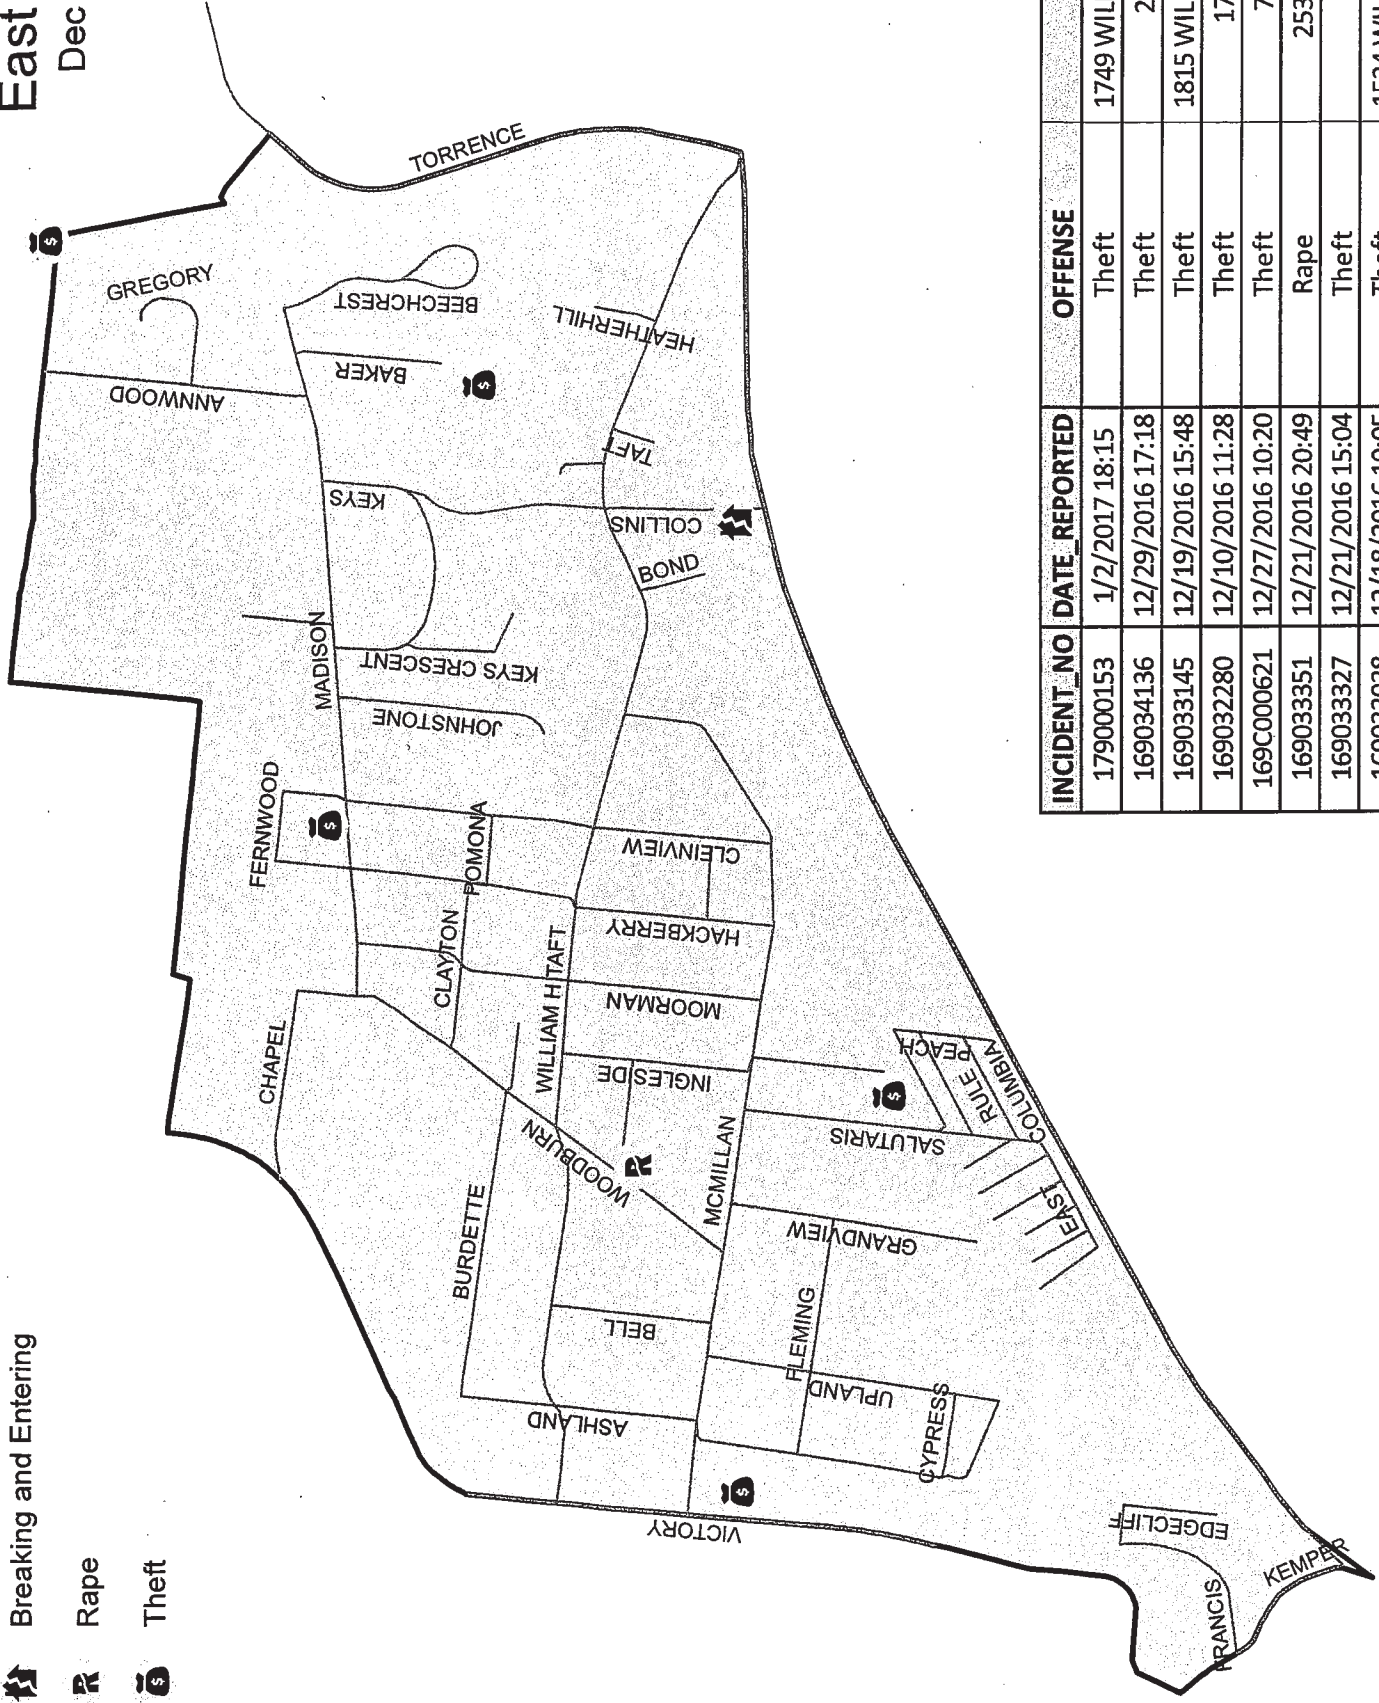 East
Dec
Breaking and Entering
Rape
Theft
TORRENCE
GREGORY
ANNWOOD
BEECHCREST
BAKER
HEATHERHILL
TAFT
KEYS
COLLINS
BOND
MADISON
KEYS CRESCENT
JOHNSTONE
FERNWOOD
POMONA
CLEINVIEW
HACKBERRY
CLAYTON
WILLIAM H TAFT
MOORMAN
CHAPEL
INGLESIDE
PEACH
RULE
COLUMBIA
WOODBURN
SALUTARIS
MCMILLAN
BURDETTE
EAST
GRANDVIEW
BELL
FLEMING
UPLAND
ASHLAND
CYPRESS
VICTORY
EDGECLIFF
KEMPER
FRANCIS
INCIDENT_NO DATE_REPORTED OFFENSE
179000153 1/2/2017 18:15 Theft 1749 WIL
169034136 12/29/2016 17:18 Theft 2
169033145 12/19/2016 15:48 Theft 1815 WIL
169032280 12/10/2016 11:28 Theft 17
169C000621 12/27/2016 10:20 Theft 7
169033351 12/21/2016 20:49 Rape 253
169033327 12/21/2016 15:04 Theft